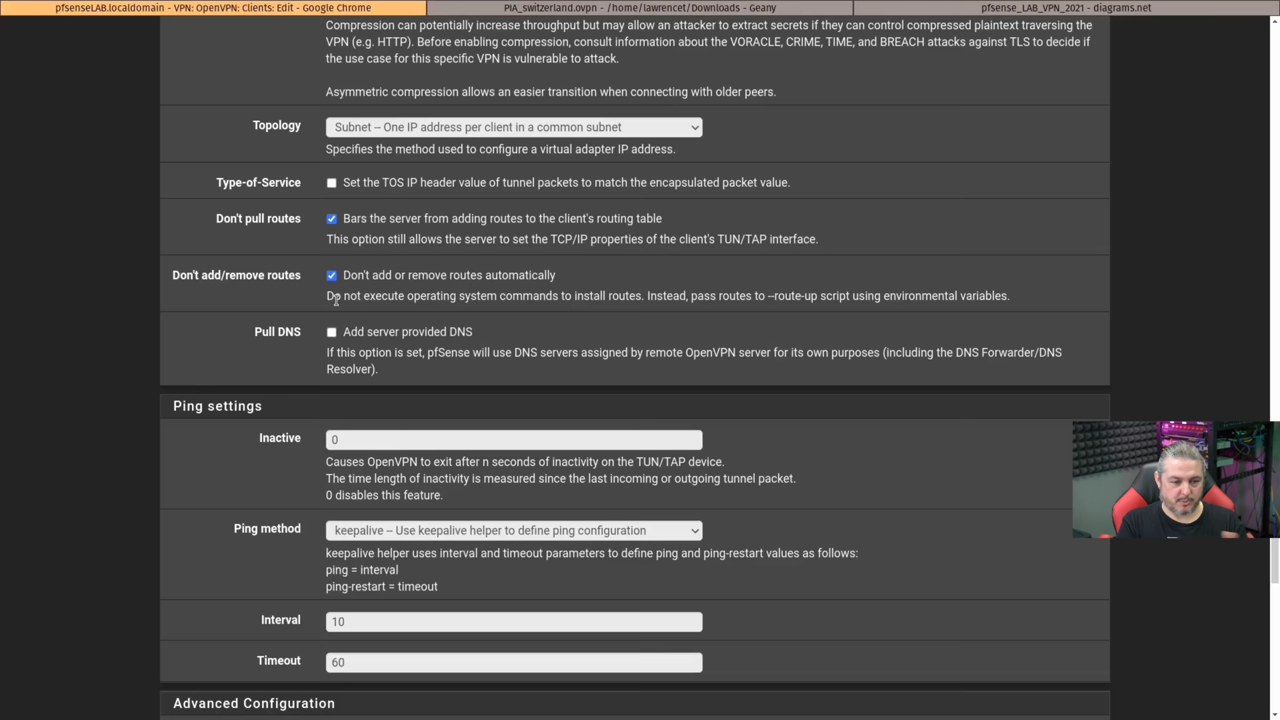 pfsenseLAB.localdomain - VPN: OpenVPN: Clients: Edit - Google Chrome
PIA_switzerland.ovpn - /home/lawrencet/Downloads - Geany
pfsense_LAB_VPN_2021 - diagrams.net
Compression can potentially increase throughput but may allow an attacker to extract secrets if they can control compressed plaintext traversing the
VPN (e.g. HTTP). Before enabling compression, consult information about the VORACLE, CRIME, TIME, and BREACH attacks against TLS to decide if
the use case for this specific VPN is vulnerable to attack.
Asymmetric compression allows an easier transition when connecting with older peers.
Topology
Subnet -- One IP address per client in a common subnet
Specifies the method used to configure a virtual adapter IP address.
Type-of-Service
Set the TOS IP header value of tunnel packets to match the encapsulated packet value.
Don't pull routes
Bars the server from adding routes to the client's routing table
This option still allows the server to set the TCP/IP properties of the client's TUN/TAP interface.
Don't add/remove routes
Don't add or remove routes automatically
Do not execute operating system commands to install routes. Instead, pass routes to --route-up script using environmental variables.
Pull DNS
Add server provided DNS
If this option is set, pfSense will use DNS servers assigned by remote OpenVPN server for its own purposes (including the DNS Forwarder/DNS
Resolver).
Ping settings
Inactive
0
Causes OpenVPN to exit after n seconds of inactivity on the TUN/TAP device.
The time length of inactivity is measured since the last incoming or outgoing tunnel packet.
0 disables this feature.
Ping method
keepalive -- Use keepalive helper to define ping configuration
keepalive helper uses interval and timeout parameters to define ping and ping-restart values as follows:
ping = interval
ping-restart = timeout
Interval
10
Timeout
60
Advanced Configuration